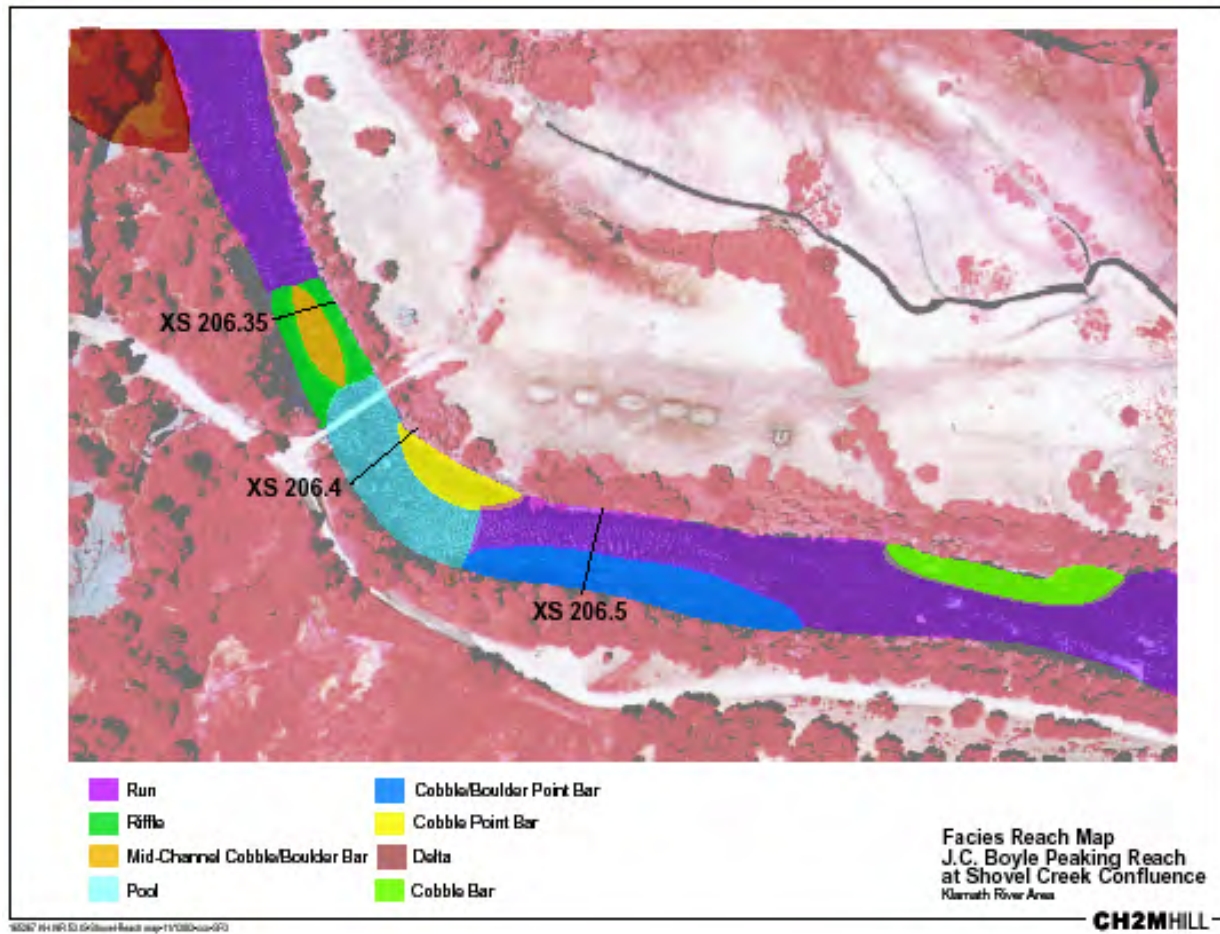 XS 206.35
XS 206.4
XS 206.5
Run
Riffle
Mid-Channel Cobble/Boulder Bar
Pool
Cobble/Boulder Point Bar
Cobble Point Bar
Delta
Cobble Bar
Facies Reach Map
J.C. Boyle Peaking Reach
at Shovel Creek Confluence
Klamath River Area
CH2MHILL